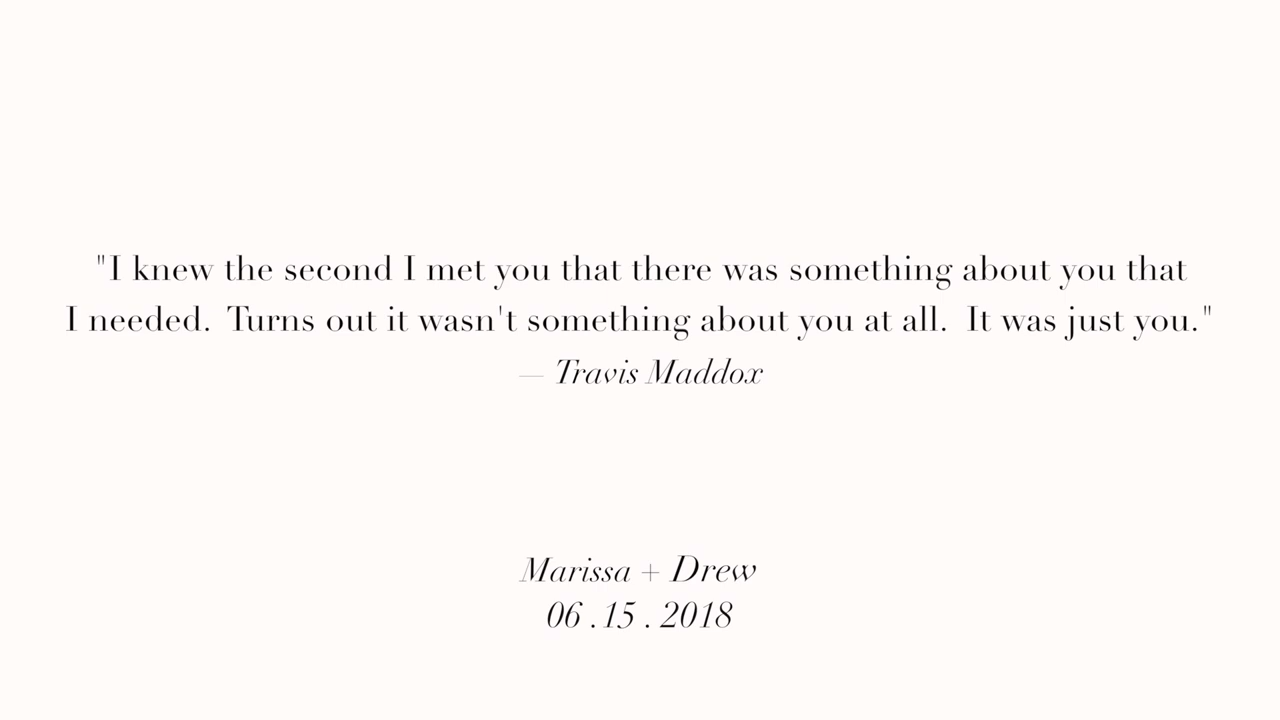 "I knew the second I met you that there was something about you that
I needed.  Turns out it wasn't something about you at all.  It was just you."
— Travis Maddox
Marissa + Drew
06 . 15 . 2018